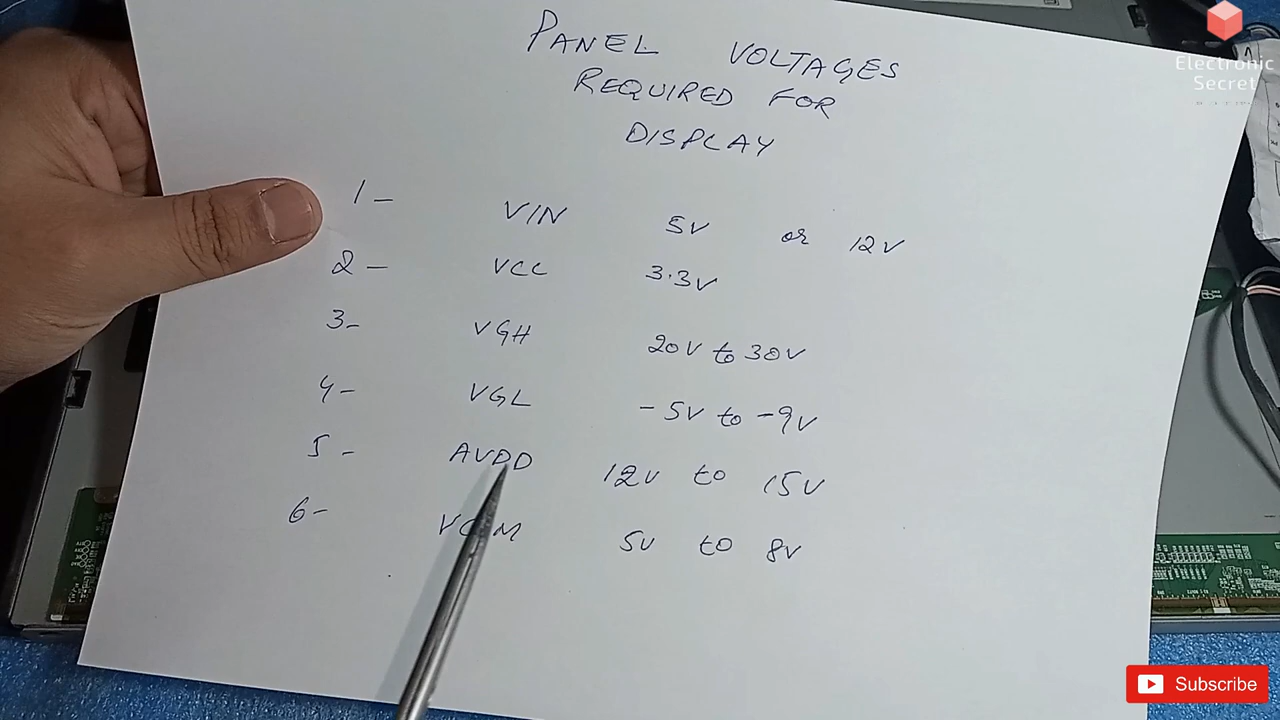 PANEL VOLTAGES
REQUIRED FOR
DISPLAY
1- VIN 5V or 12V
2- VCC 3.3V
3- VGH 20V to 30V
4- VGL -5V to -9V
5- AVDD 12V to 15V
6- VCOM 5V to 8V
Electronic
Secret
Subscribe